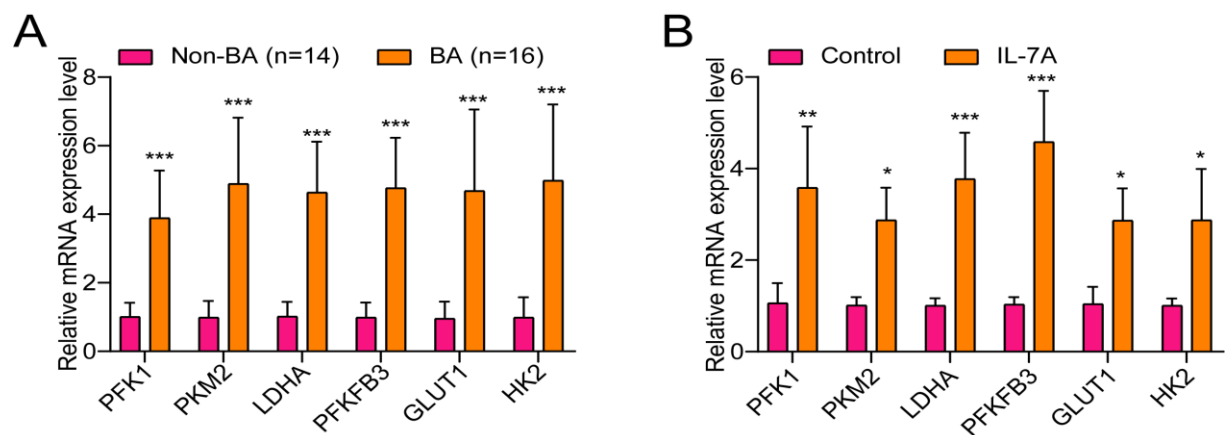 A
Non-BA (n=14) BA (n=16)
Relative mRNA expression level
8
6
4
2
0
*** *** *** *** *** ***
PFK1 PKM2 LDHA PFKFB3 GLUT1 HK2
B
Control IL-7A
Relative mRNA expression level
6
4
2
0
** * *** *** * *
PFK1 PKM2 LDHA PFKFB3 GLUT1 HK2